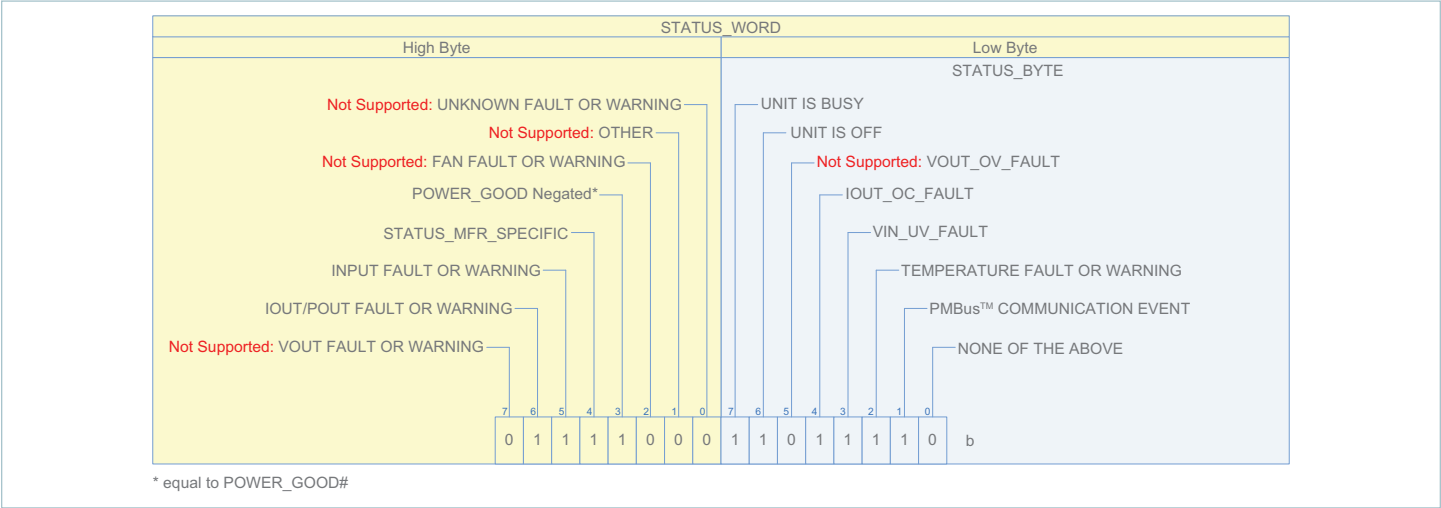 STATUS_WORD
High Byte Low Byte
STATUS_BYTE
Not Supported: UNKNOWN FAULT OR WARNING UNIT IS BUSY
Not Supported: OTHER UNIT IS OFF
Not Supported: FAN FAULT OR WARNING Not Supported: VOUT_OV_FAULT
POWER_GOOD Negated* IOUT_OC_FAULT
STATUS_MFR_SPECIFIC VIN_UV_FAULT
INPUT FAULT OR WARNING TEMPERATURE FAULT OR WARNING
IOUT/POUT FAULT OR WARNING PMBus™ COMMUNICATION EVENT
Not Supported: VOUT FAULT OR WARNING NONE OF THE ABOVE
7 6 5 4 3 2 1 0 7 6 5 4 3 2 1 0
0 1 1 1 1 0 0 0 1 1 0 1 1 1 1 0 b
* equal to POWER_GOOD#